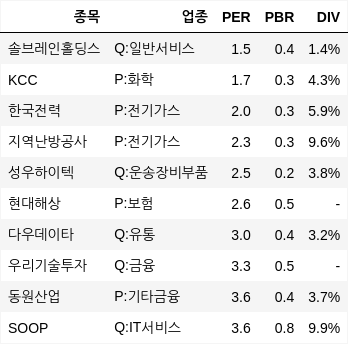 종목 업종 PER PBR DIV
솔브레인홀딩스 Q:일반서비스 1.5 0.4 1.4%
KCC P:화학 1.7 0.3 4.3%
한국전력 P:전기가스 2.0 0.3 5.9%
지역난방공사 P:전기가스 2.3 0.3 9.6%
성우하이텍 Q:운송장비부품 2.5 0.2 3.8%
현대해상 P:보험 2.6 0.5 -
다우데이타 Q:유통 3.0 0.4 3.2%
우리기술투자 Q:금융 3.3 0.5 -
동원산업 P:기타금융 3.6 0.4 3.7%
SOOP Q:IT서비스 3.6 0.8 9.9%